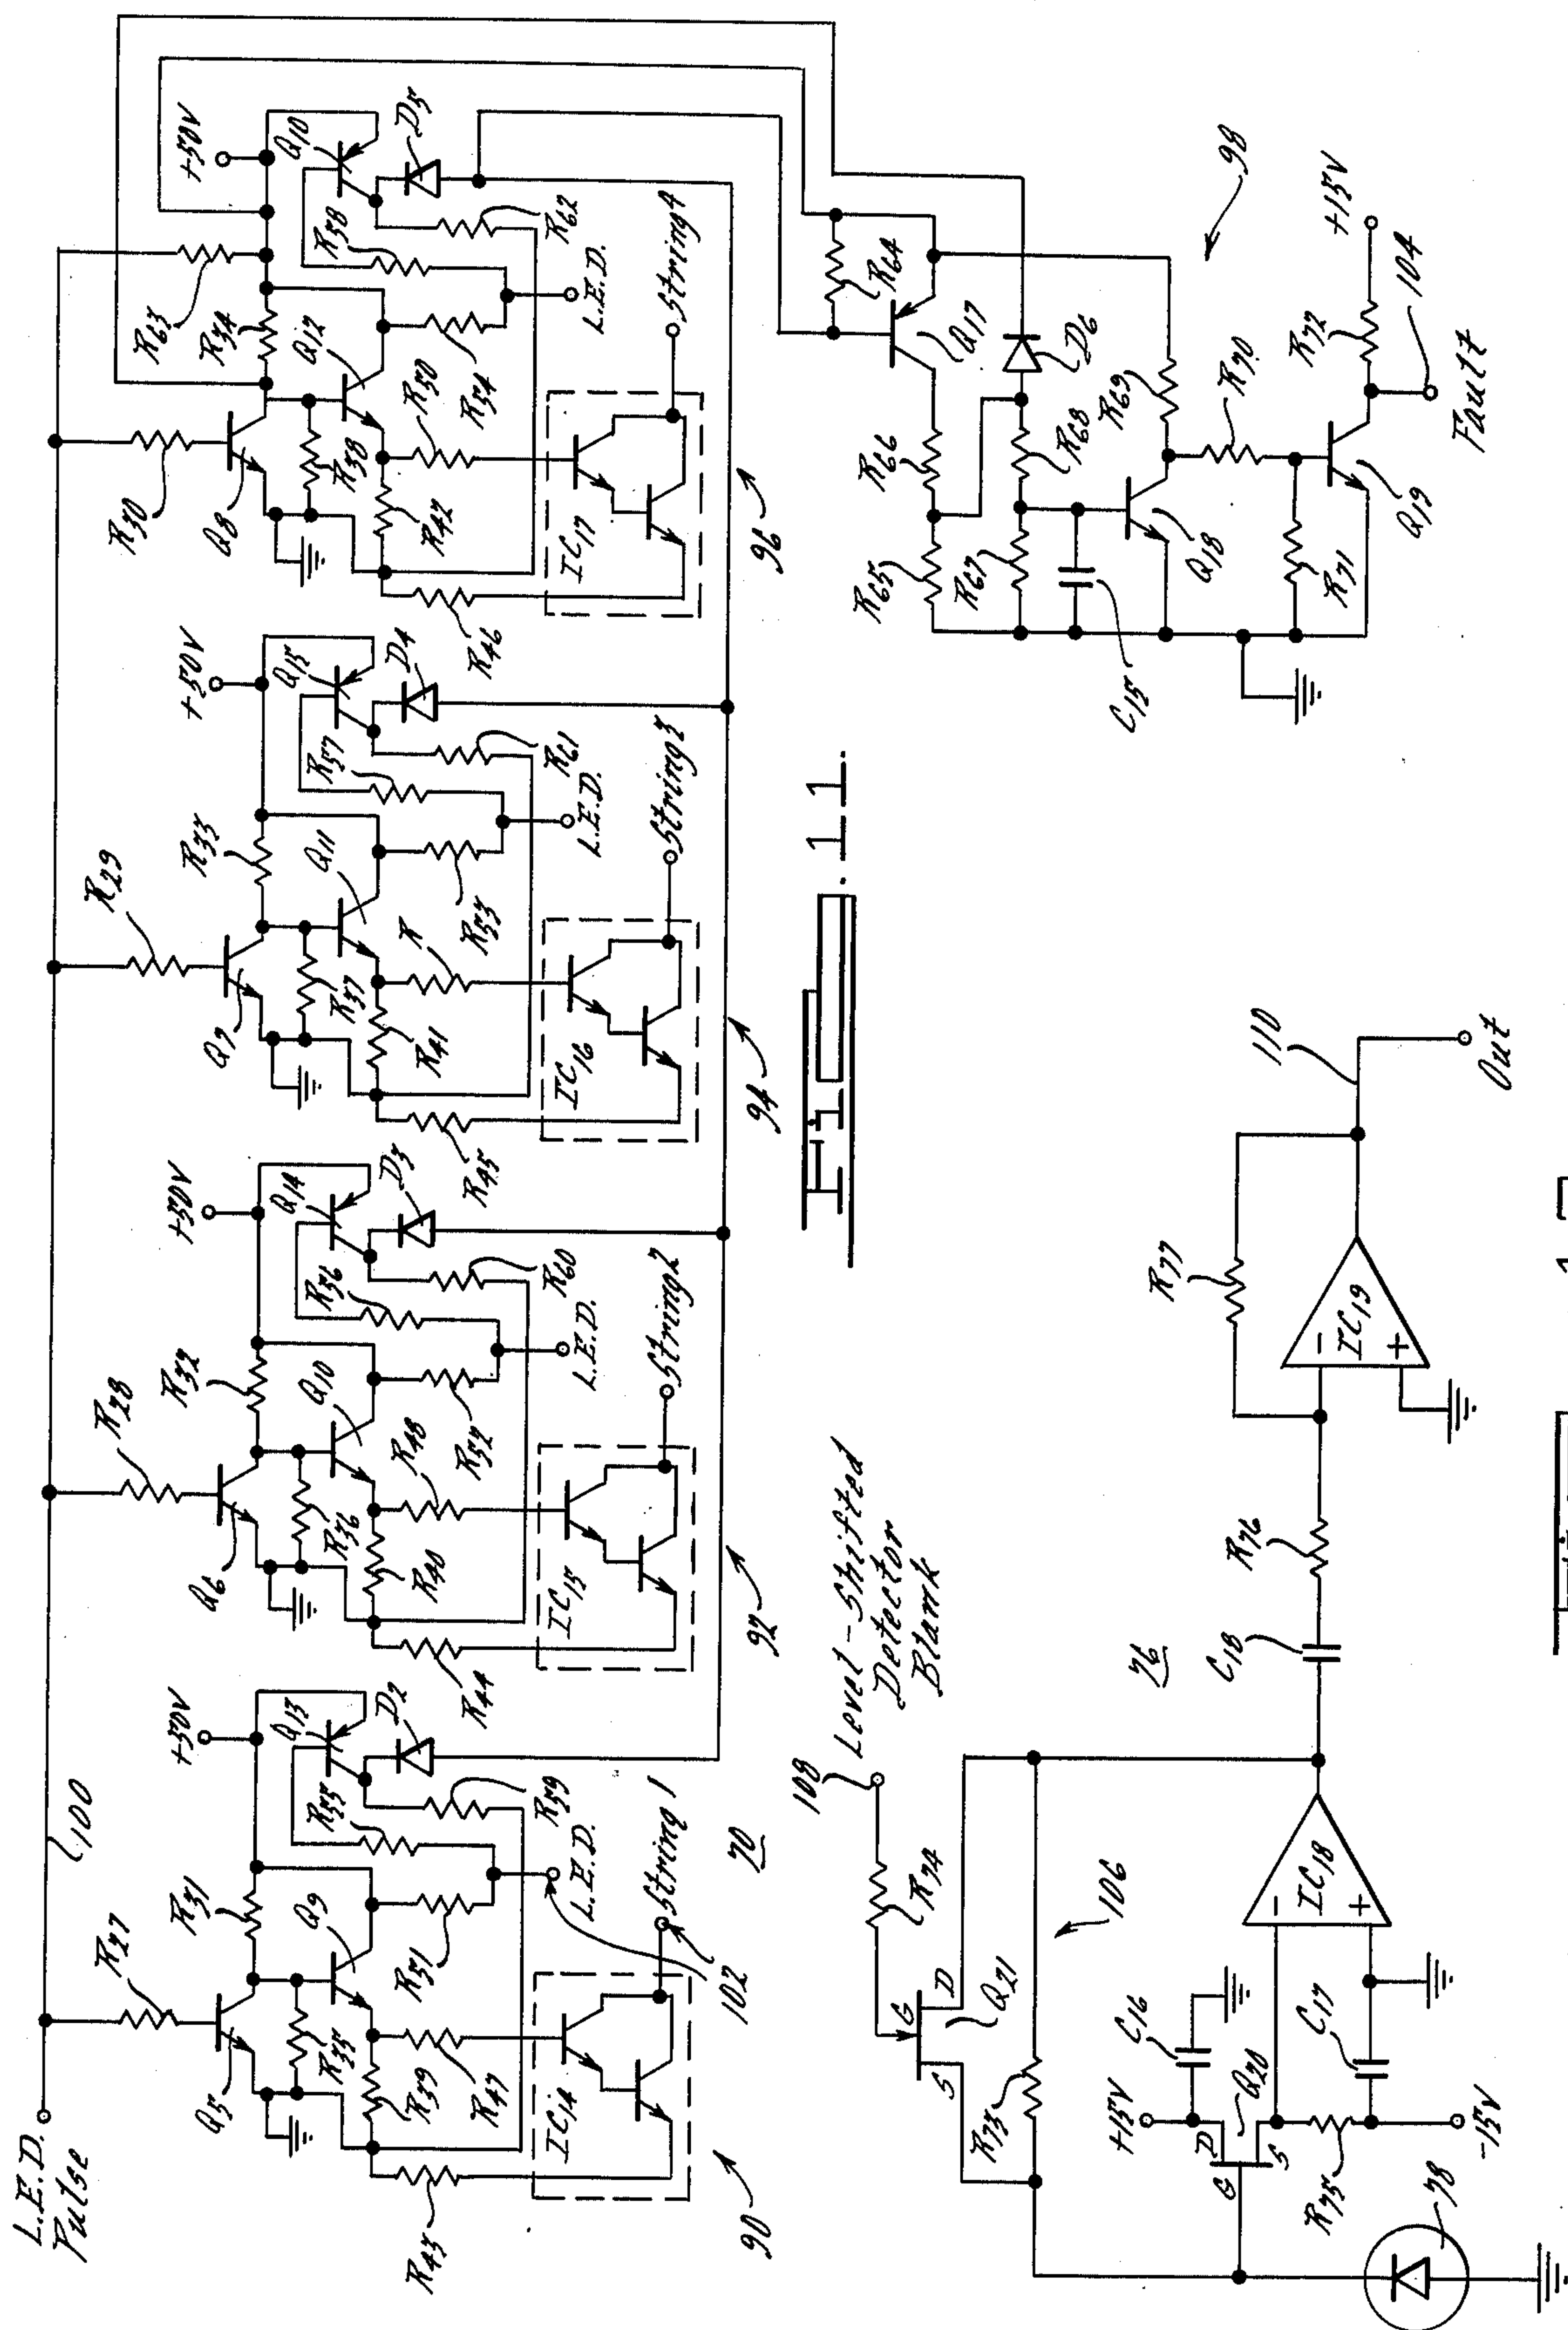 L.E.D.
Pulse
100
R27
Q5
R31
+50V
R35
Q9
Q13
R55
D2
R39
R47
R51
R59
R43
IC14
L.E.D.
String 1
102
90
70
R28
Q6
R32
+50V
R36
Q10
Q14
R56
D3
R40
R48
R52
R60
R44
IC15
L.E.D.
String 2
92
R29
Q7
R33
+50V
R37
Q11
Q15
R57
D4
R41
R
R53
R61
R45
IC16
L.E.D.
String 3
94
R30
Q8
R63
R34
+50V
R38
Q12
Q10
R58
D5
R42
R50
R54
R62
R46
IC17
L.E.D.
String 4
96
Fig. 11.
R64
R65
R66
Q17
R67
R68
D6
C15
Q18
R69
R70
R71
Q19
R72
+15V
98
104
Fault
108
Level-Shifted
Detector
Blank
R74
G
S
D
Q21
R73
106
76
+15V
C16
D
G
S
Q20
R75
C17
-15V
78
-
+
IC18
C18
R76
R77
-
+
IC19
110
Out